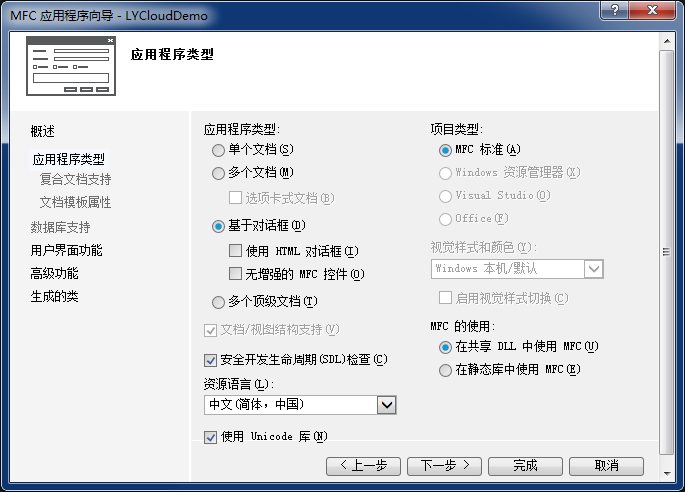 MFC 应用程序向导 - LYCloudDemo
应用程序类型
概述
应用程序类型
复合文档支持
文档模板属性
数据库支持
用户界面功能
高级功能
生成的类
应用程序类型:
单个文档(S)
多个文档(M)
选项卡式文档(B)
基于对话框(D)
使用 HTML 对话框(I)
无增强的 MFC 控件(O)
多个顶级文档(T)
文档/视图结构支持(V)
安全开发生命周期(SDL)检查(C)
资源语言(L):
中文(简体，中国)
使用 Unicode 库(N)
项目类型:
MFC 标准(A)
Windows 资源管理器(X)
Visual Studio(O)
Office(F)
视觉样式和颜色(Y):
Windows 本机/默认
启用视觉样式切换(C)
MFC 的使用:
在共享 DLL 中使用 MFC(U)
在静态库中使用 MFC(E)
< 上一步
下一步 >
完成
取消